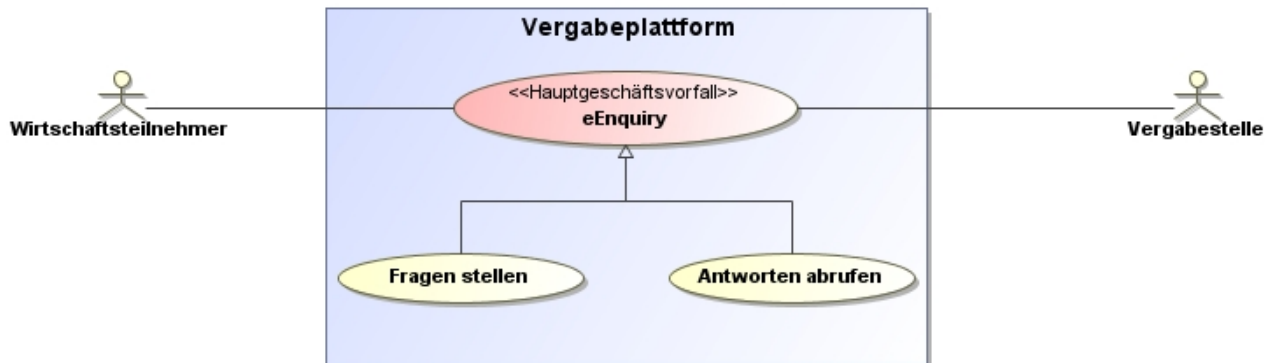 Vergabeplattform
<<Hauptgeschäftsvorfall>>
eEnquiry
Wirtschaftsteilnehmer
Vergabestelle
Fragen stellen
Antworten abrufen